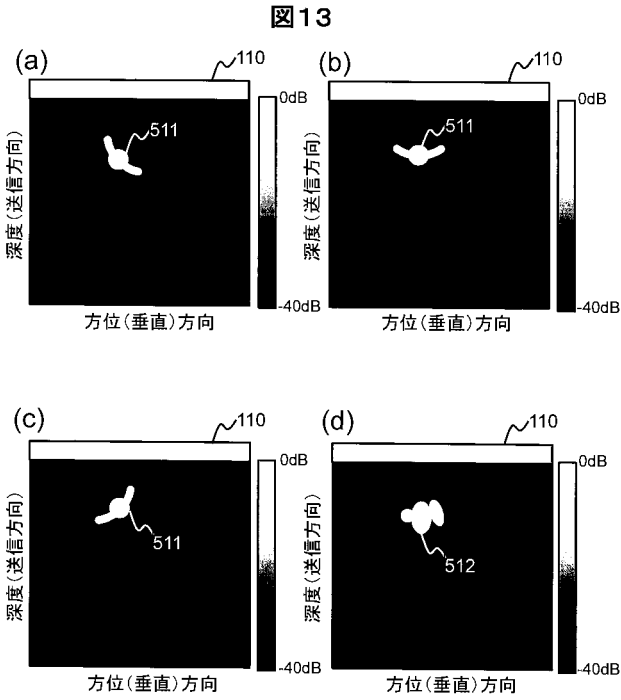 図13
(a)
110
511
0dB
-40dB
深度(送信方向)
方位(垂直)方向
(b)
110
511
0dB
-40dB
深度(送信方向)
方位(垂直)方向
(c)
110
511
0dB
-40dB
深度(送信方向)
方位(垂直)方向
(d)
110
512
0dB
-40dB
深度(送信方向)
方位(垂直)方向